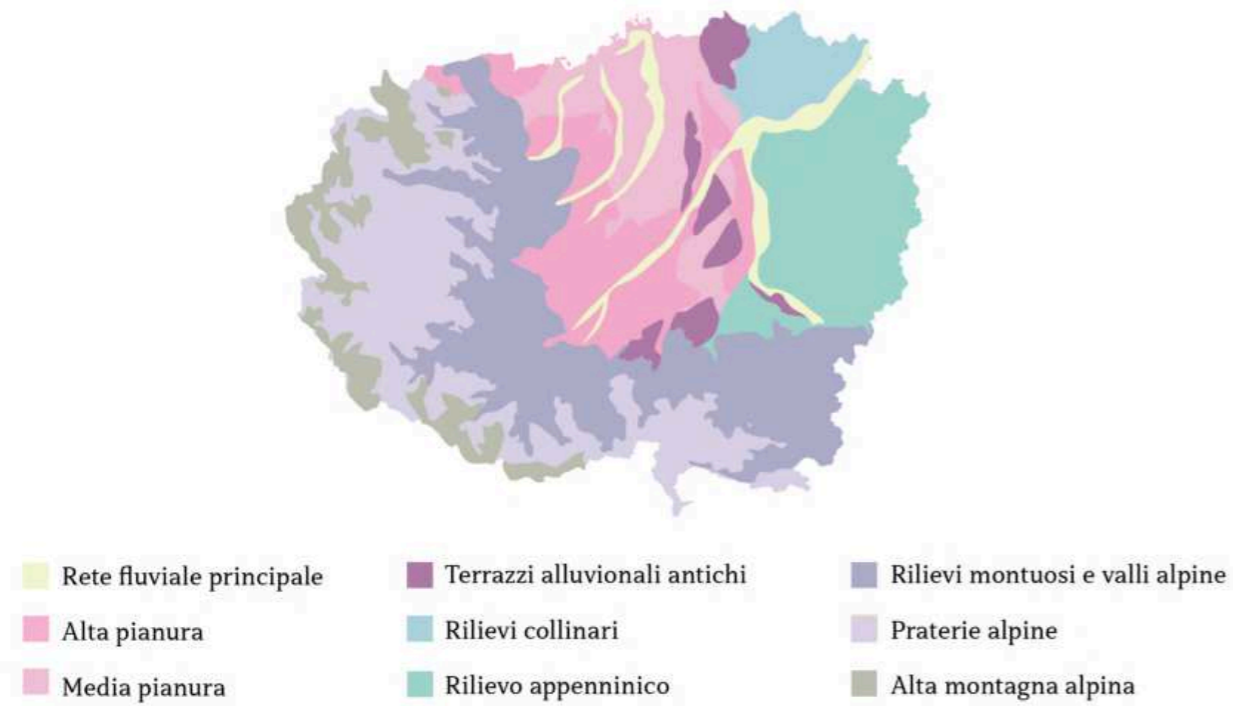 Rete fluviale principale
Alta pianura
Media pianura
Terrazzi alluvionali antichi
Rilievi collinari
Rilievo appenninico
Rilievi montuosi e valli alpine
Praterie alpine
Alta montagna alpina